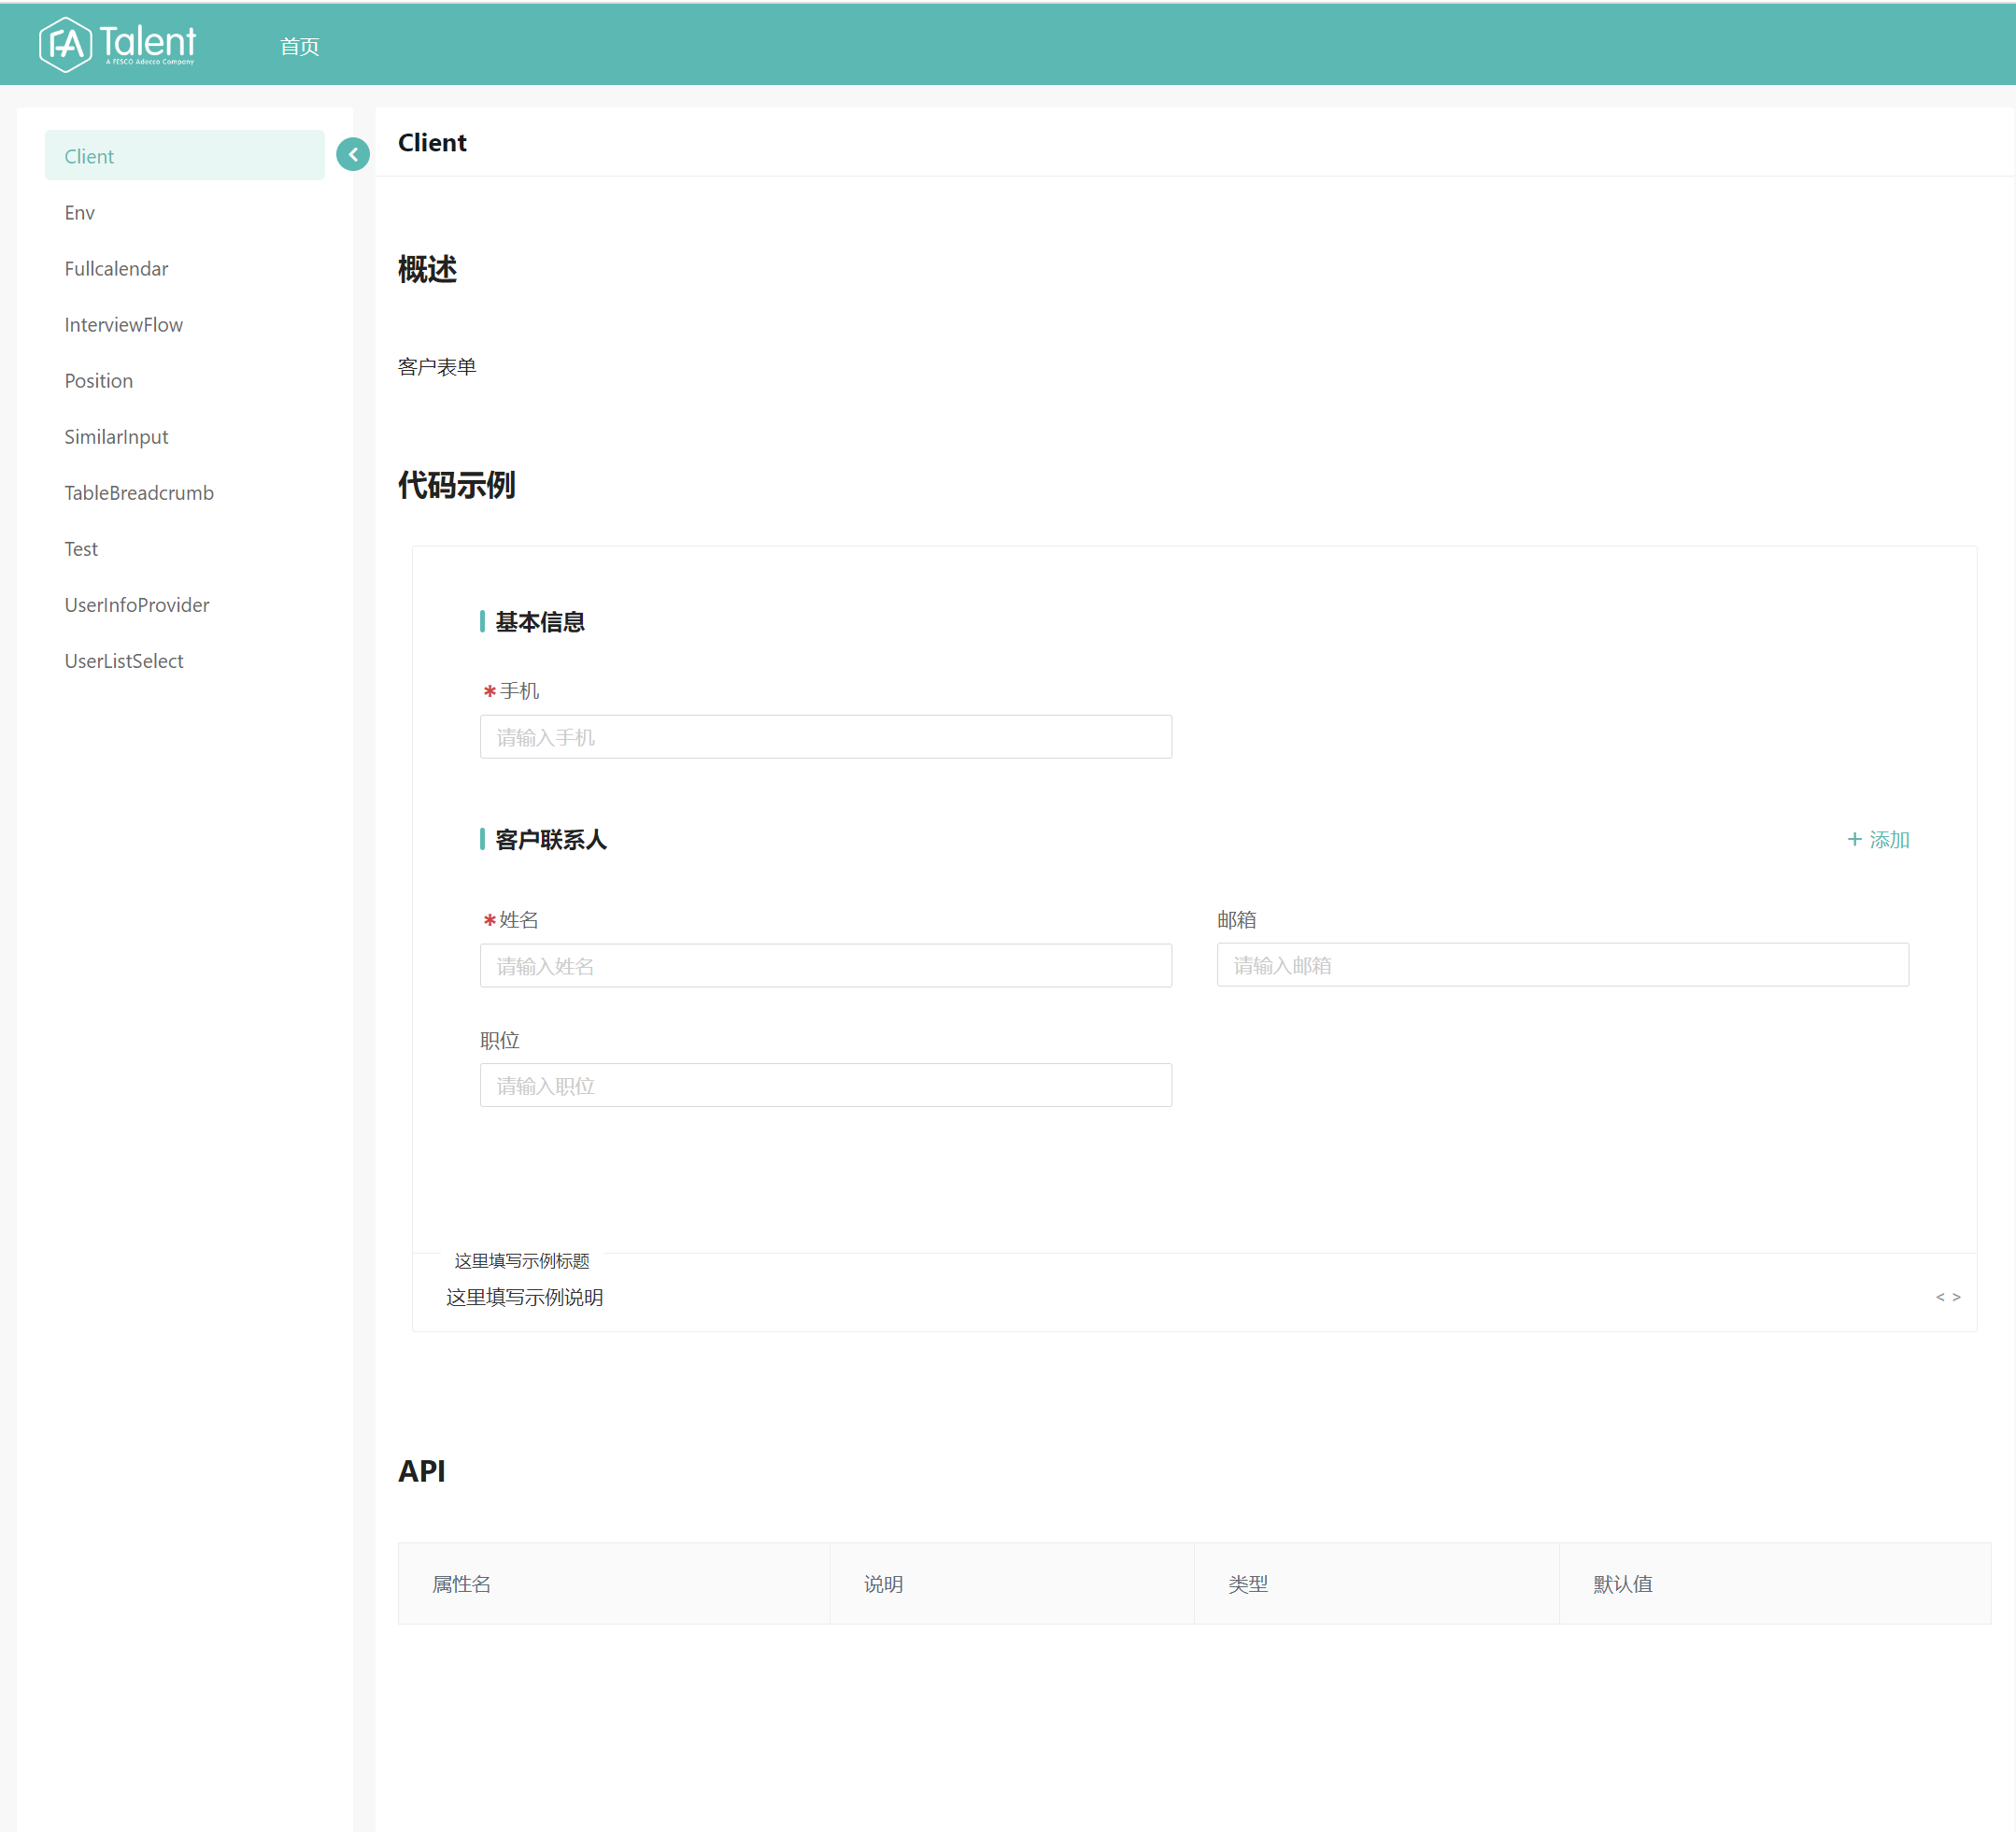 FA Talent
A FESCO Adecco Company
首页
Client
Env
Fullcalendar
InterviewFlow
Position
SimilarInput
TableBreadcrumb
Test
UserInfoProvider
UserListSelect
Client
概述
客户表单
代码示例
基本信息
*手机
请输入手机
客户联系人
+ 添加
*姓名
邮箱
请输入姓名
请输入邮箱
职位
请输入职位
这里填写示例标题
这里填写示例说明
< >
API
属性名 说明 类型 默认值